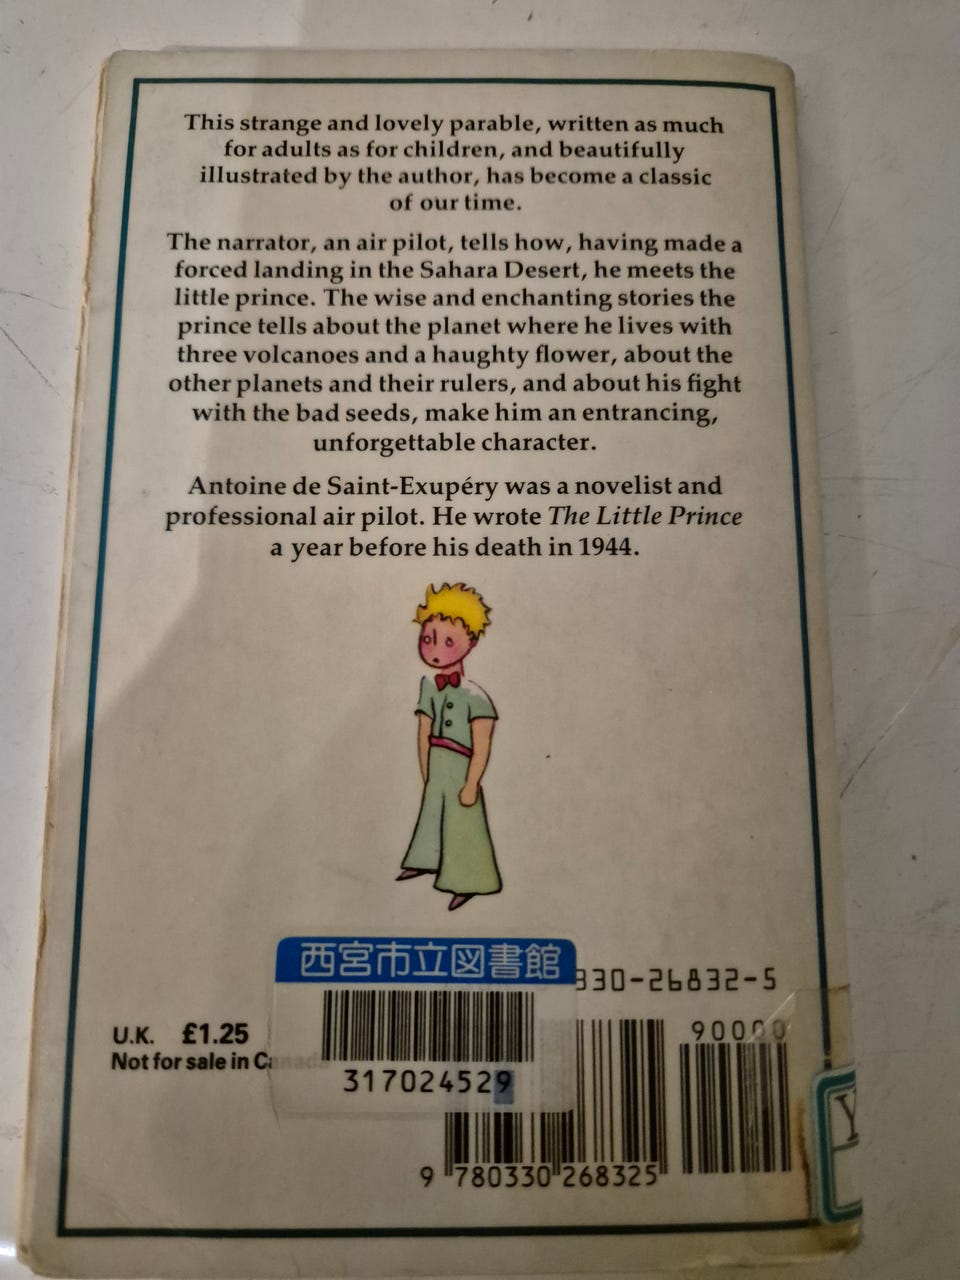 This strange and lovely parable, written as much
for adults as for children, and beautifully
illustrated by the author, has become a classic
of our time.
The narrator, an air pilot, tells how, having made a
forced landing in the Sahara Desert, he meets the
little prince. The wise and enchanting stories the
prince tells about the planet where he lives with
three volcanoes and a haughty flower, about the
other planets and their rulers, and about his fight
with the bad seeds, make him an entrancing,
unforgettable character.
Antoine de Saint-Exupéry was a novelist and
professional air pilot. He wrote The Little Prince
a year before his death in 1944.
西宮市立図書館
330-26832-5
U.K. £1.25
90000
Not for sale in
317024529
9 780330 268325
Y